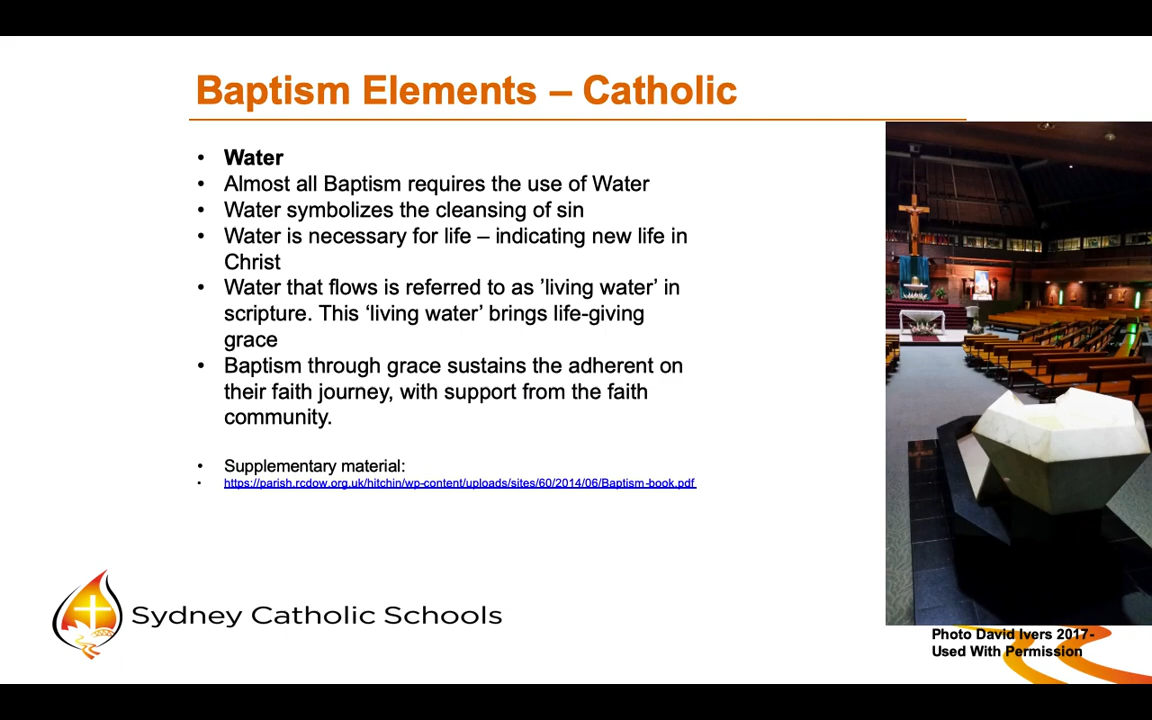 Baptism Elements – Catholic
• Water
• Almost all Baptism requires the use of Water
• Water symbolizes the cleansing of sin
• Water is necessary for life – indicating new life in
Christ
• Water that flows is referred to as ’living water’ in
scripture. This ‘living water’ brings life-giving
grace
• Baptism through grace sustains the adherent on
their faith journey, with support from the faith
community.
• Supplementary material:
• https://parish.rcdow.org.uk/hitchin/wp-content/uploads/sites/60/2014/06/Baptism-book.pdf
Sydney Catholic Schools
Photo David Ivers 2017-
Used With Permission